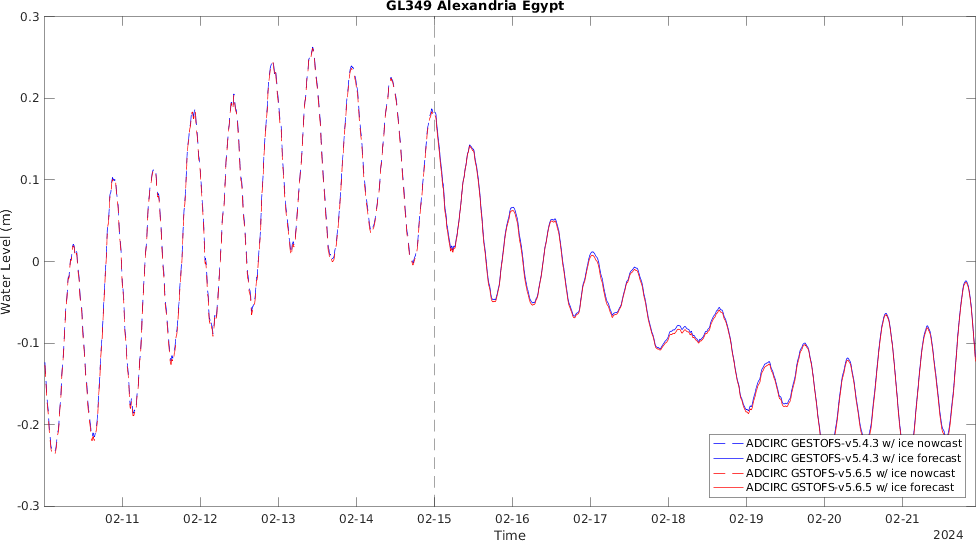 GL349 Alexandria Egypt
0.3
0.2
0.1
0
-0.1
-0.2
-0.3
Water Level (m)
ADCIRC GESTOFS-v5.4.3 w/ ice nowcast
ADCIRC GESTOFS-v5.4.3 w/ ice forecast
ADCIRC GSTOFS-v5.6.5 w/ ice nowcast
ADCIRC GSTOFS-v5.6.5 w/ ice forecast
02-11 02-12 02-13 02-14 02-15 02-16 02-17 02-18 02-19 02-20 02-21
Time
2024